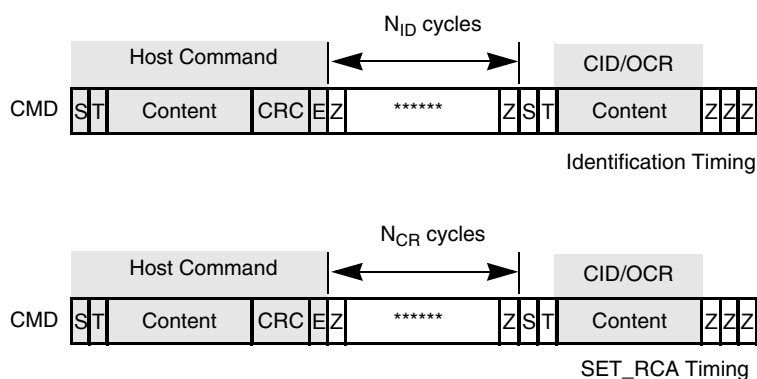 N_ID cycles
Host Command CID/OCR
CMD S T Content CRC E Z ****** Z S T Content Z Z Z
Identification Timing
N_CR cycles
Host Command CID/OCR
CMD S T Content CRC E Z ****** Z S T Content Z Z Z
SET_RCA Timing